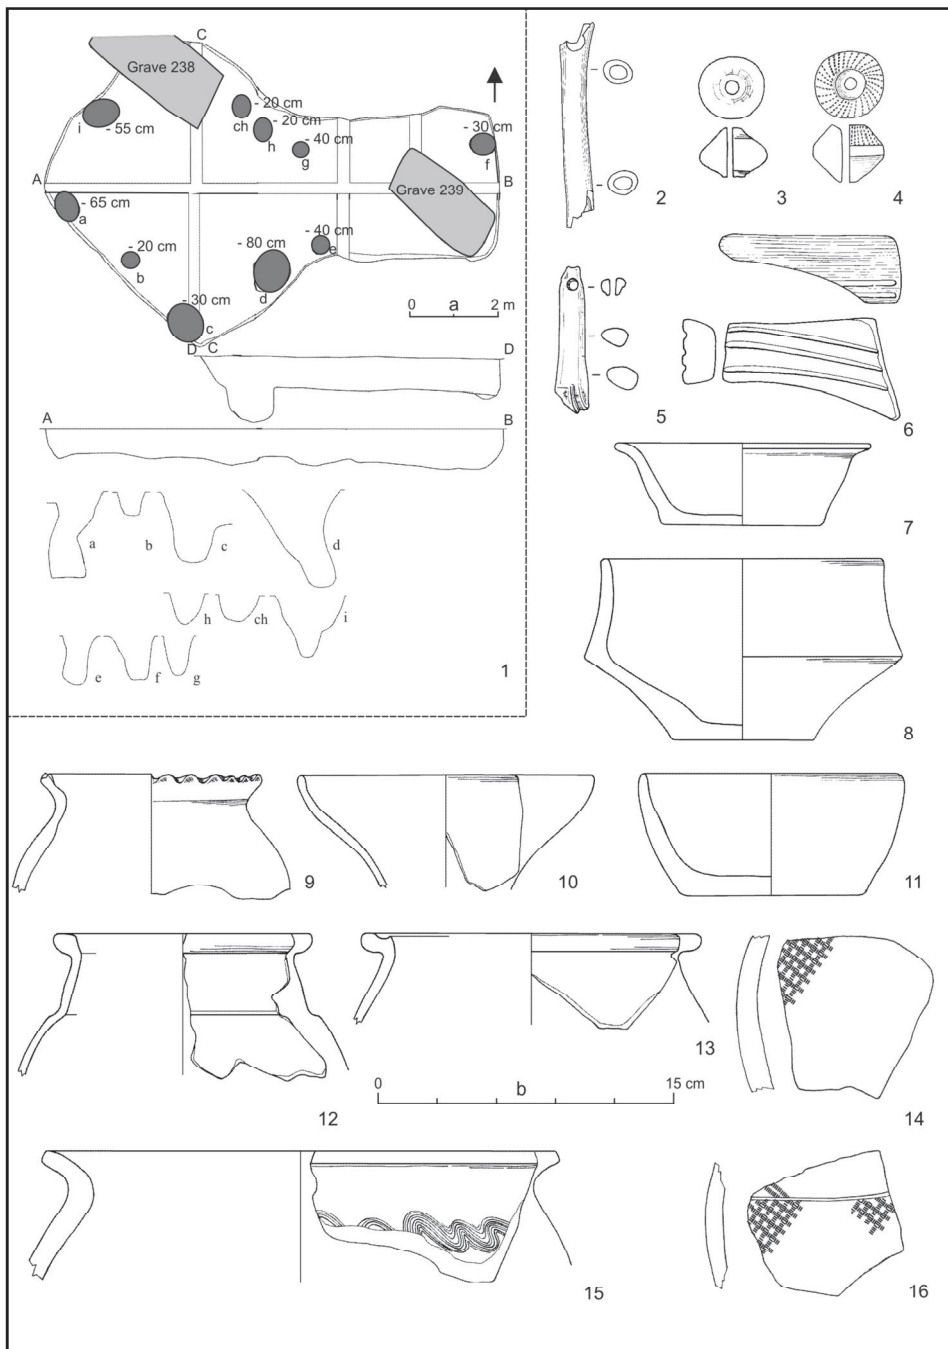 C
Grave 238
- 20 cm
ch
- 20 cm
h
- 55 cm
i
- 40 cm
g
- 30 cm
f
A
B
Grave 239
- 65 cm
a
- 20 cm
b
- 80 cm
d
- 40 cm
e
- 30 cm
c
0 a 2 m
D C
D
A
B
a
b
c
d
h
ch
i
e
f
g
1
2
3
4
5
6
7
8
9
10
11
12
13
0 b 15 cm
14
15
16